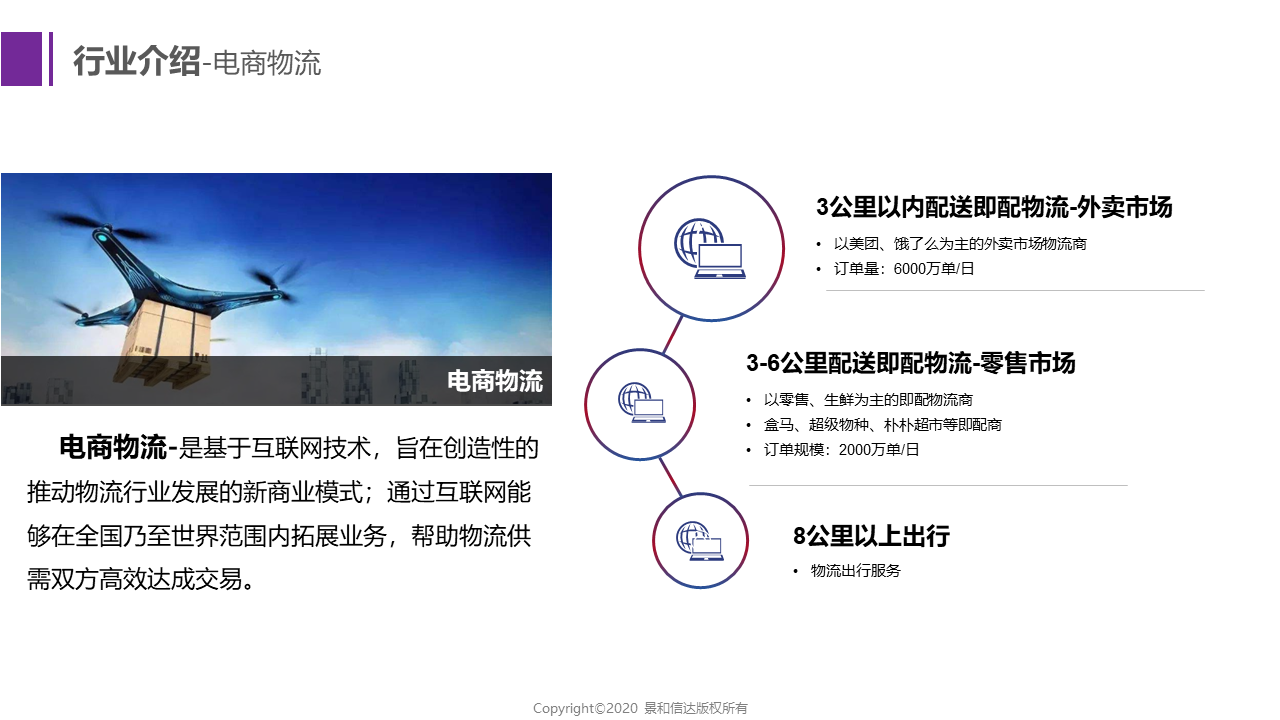 行业介绍-电商物流
电商物流
电商物流-是基于互联网技术，旨在创造性的
推动物流行业发展的新商业模式；通过互联网能
够在全国乃至世界范围内拓展业务，帮助物流供
需双方高效达成交易。
3公里以内配送即配物流-外卖市场
• 以美团、饿了么为主的外卖市场物流商
• 订单量：6000万单/日
3-6公里配送即配物流-零售市场
• 以零售、生鲜为主的即配物流商
• 盒马、超级物种、朴朴超市等即配商
• 订单规模：2000万单/日
8公里以上出行
• 物流出行服务
Copyright©2020 景和信达版权所有